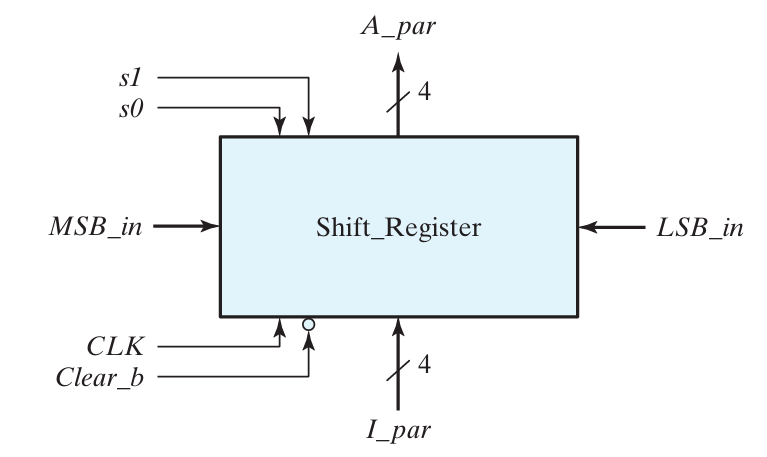 A_par
4
s1
s0
MSB_in
Shift_Register
LSB_in
CLK
Clear_b
4
I_par